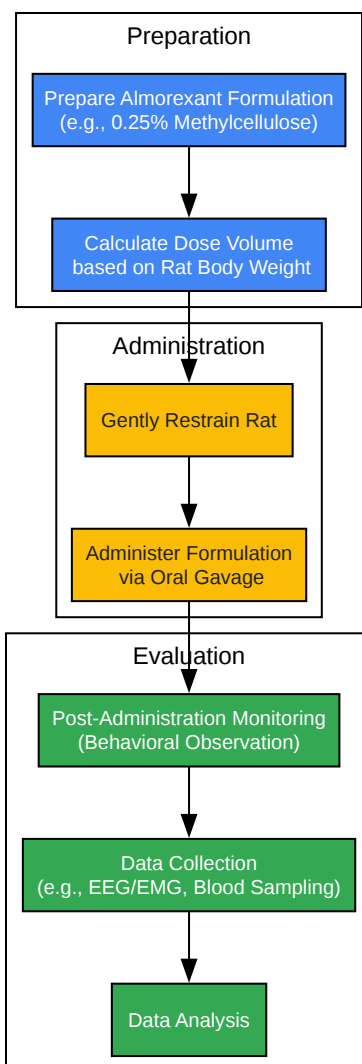 Preparation
Prepare Almorexant Formulation
(e.g., 0.25% Methylcellulose)
Calculate Dose Volume
based on Rat Body Weight
Administration
Gently Restrain Rat
Administer Formulation
via Oral Gavage
Evaluation
Post-Administration Monitoring
(Behavioral Observation)
Data Collection
(e.g., EEG/EMG, Blood Sampling)
Data Analysis